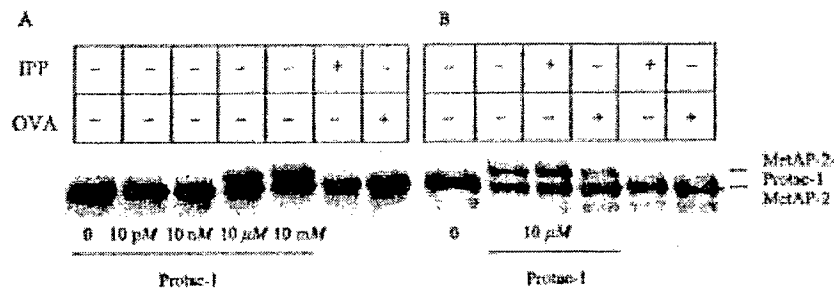 A B
IPP – – – – – + – – – + – + –
OVA – – – – – – + – – – + – +
MetAP-2-
Protac-1
MetAP-2
0 10 pM 10 nM 10 μM 10 mM 0 10 μM
Protac-1 Protac-1